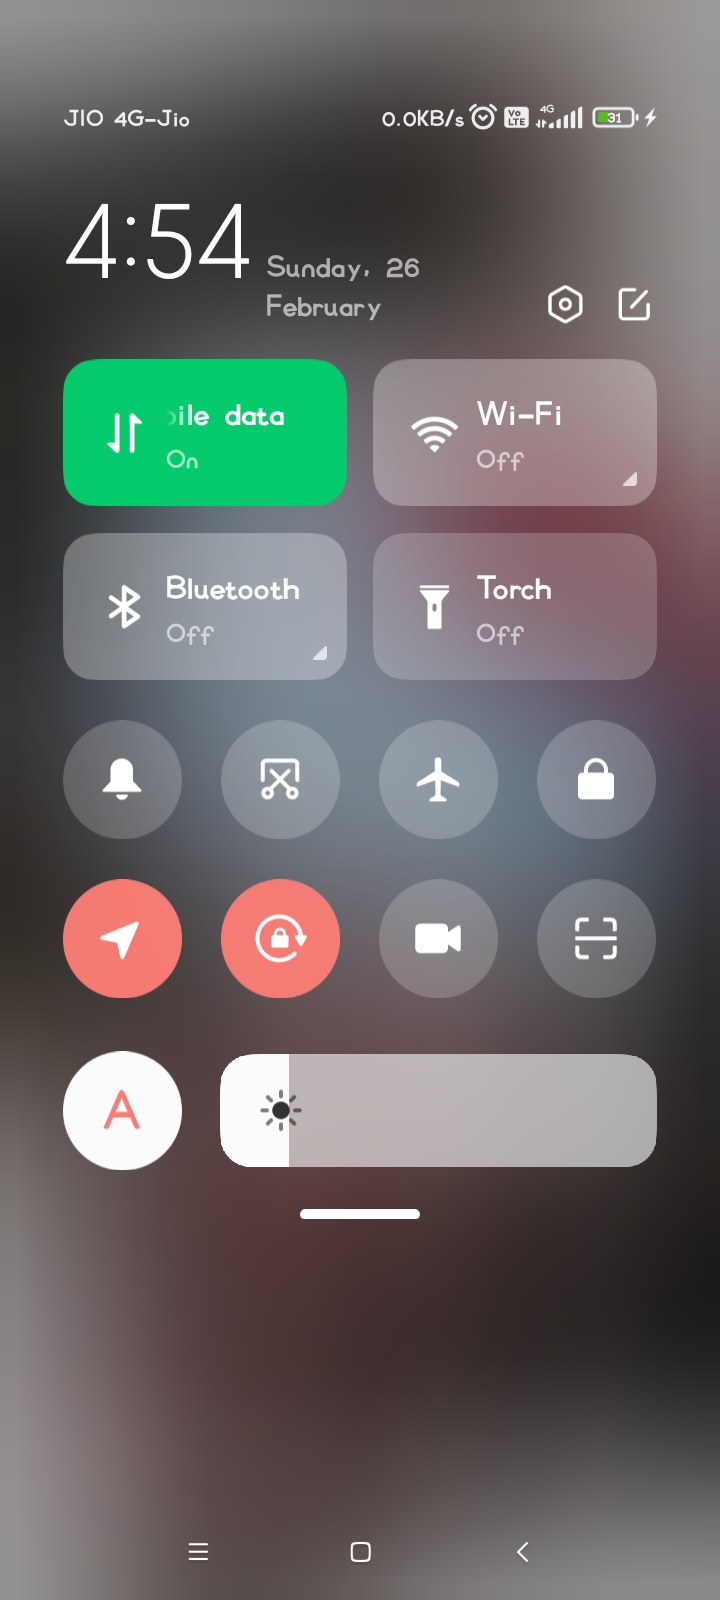 JIO 4G-Jio 0.0KB/s Vo LTE 4G 31
4:54 Sunday, 26
February
ile data
On
Wi-Fi
Off
Bluetooth
Off
Torch
Off
A